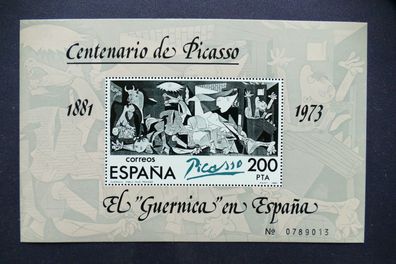 Centenario de Picasso
1881 1973
correos
ESPAÑA Picasso 200
PTA
El "Guernica" en España
Nº 0789013